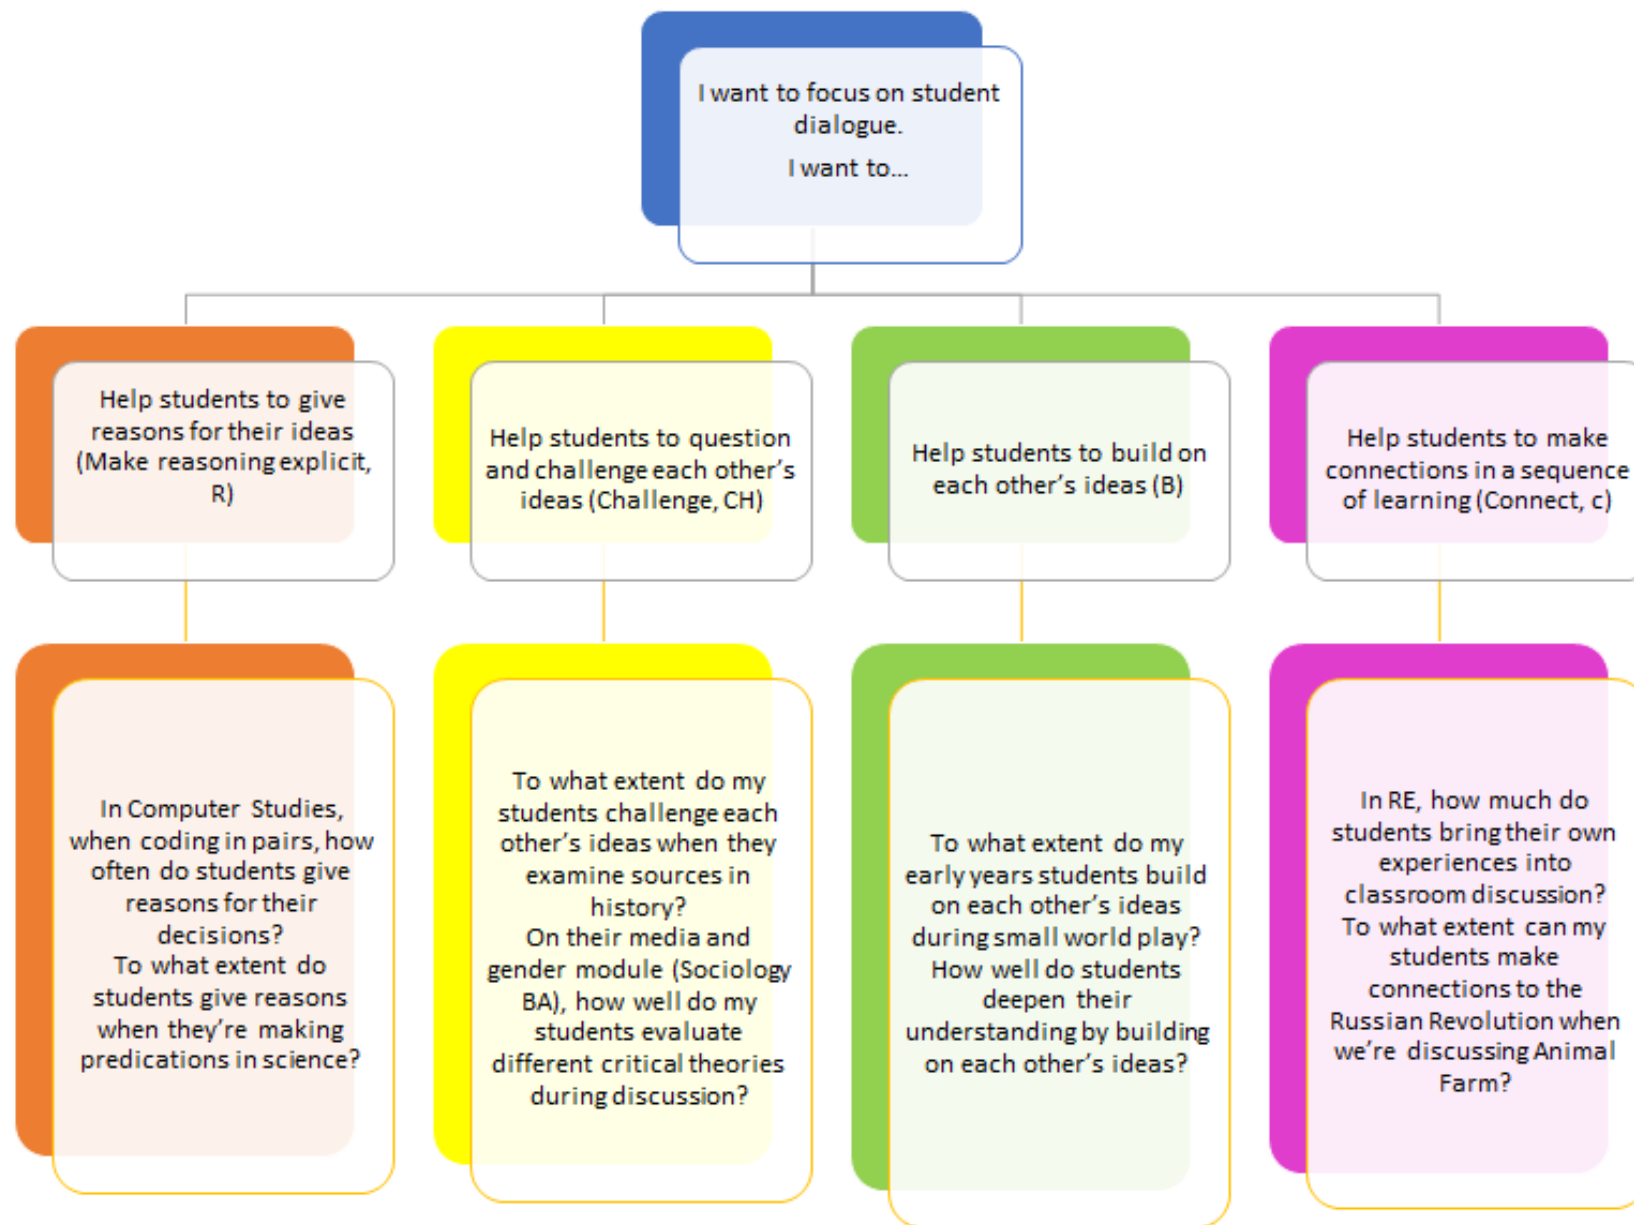 I want to focus on student
dialogue.
I want to...
Help students to give
reasons for their ideas
(Make reasoning explicit,
R)
Help students to question
and challenge each other's
ideas (Challenge, CH)
Help students to build on
each other's ideas (B)
Help students to make
connections in a sequence
of learning (Connect, c)
In Computer Studies,
when coding in pairs, how
often do students give
reasons for their
decisions?
To what extent do
students give reasons
when they're making
predications in science?
To what extent do my
students challenge each
other's ideas when they
examine sources in
history?
On their media and
gender module (Sociology
BA), how well do my
students evaluate
different critical theories
during discussion?
To what extent do my
early years students build
on each other's ideas
during small world play?
How well do students
deepen their
understanding by building
on each other's ideas?
In RE, how much do
students bring their own
experiences into
classroom discussion?
To what extent can my
students make
connections to the
Russian Revolution when
we're discussing Animal
Farm?